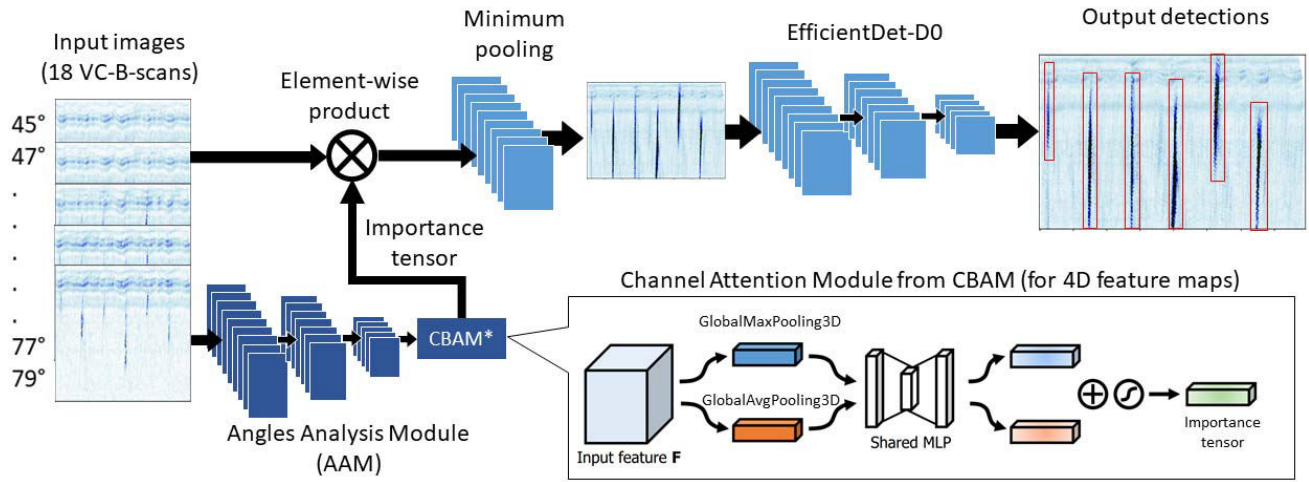 Input images
(18 VC-B-scans)
45°
47°
.
.
.
.
77°
79°
Element-wise
product
Minimum
pooling
EfficientDet-D0
Output detections
Importance
tensor
CBAM*
Angles Analysis Module
(AAM)
Channel Attention Module from CBAM (for 4D feature maps)
GlobalMaxPooling3D
GlobalAvgPooling3D
Input feature F
Shared MLP
Importance
tensor